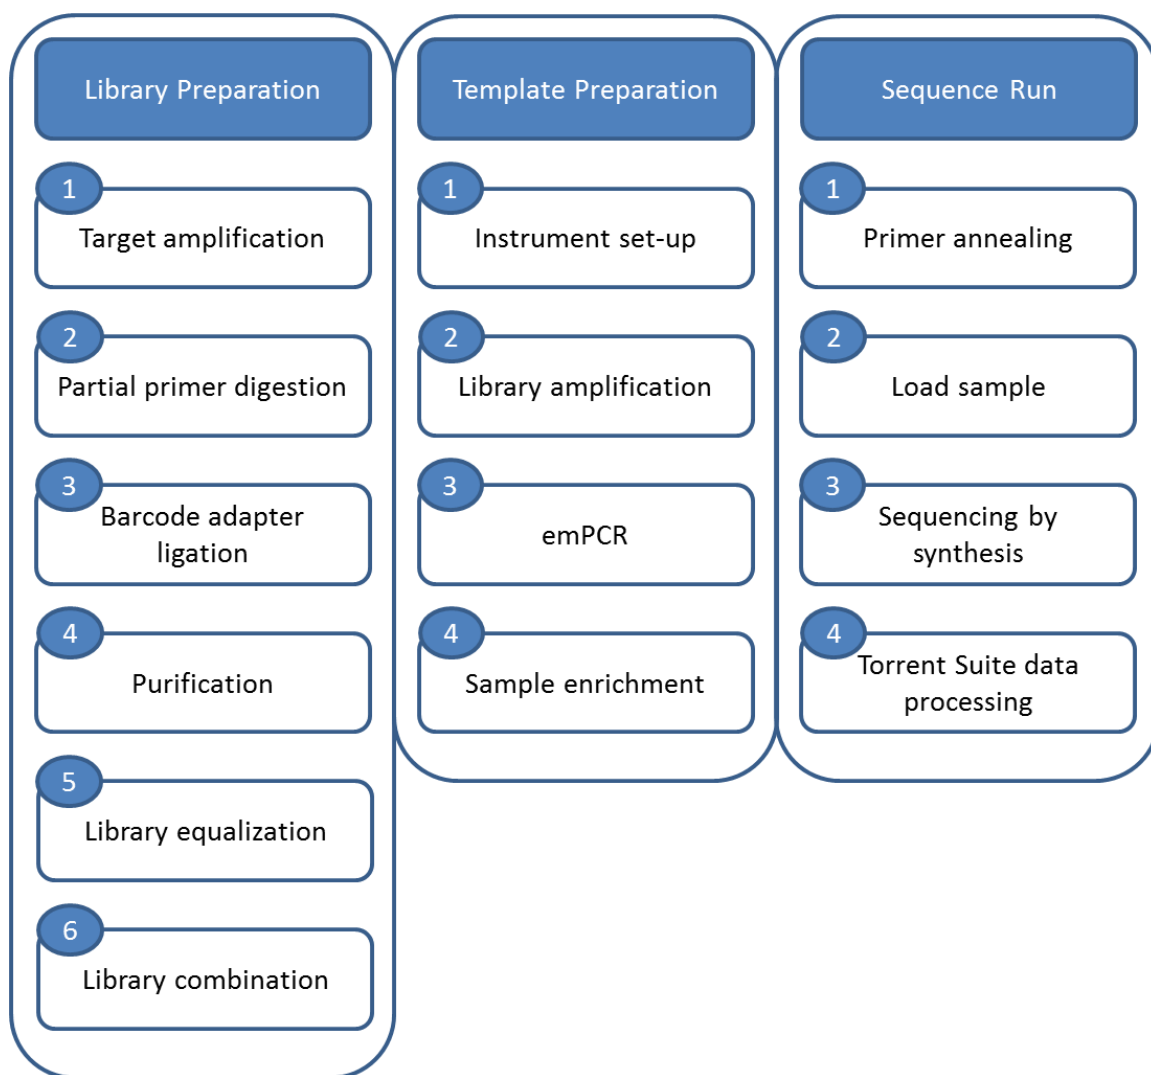 Library Preparation
1
Target amplification
2
Partial primer digestion
3
Barcode adapter
ligation
4
Purification
5
Library equalization
6
Library combination
Template Preparation
1
Instrument set-up
2
Library amplification
3
emPCR
4
Sample enrichment
Sequence Run
1
Primer annealing
2
Load sample
3
Sequencing by
synthesis
4
Torrent Suite data
processing